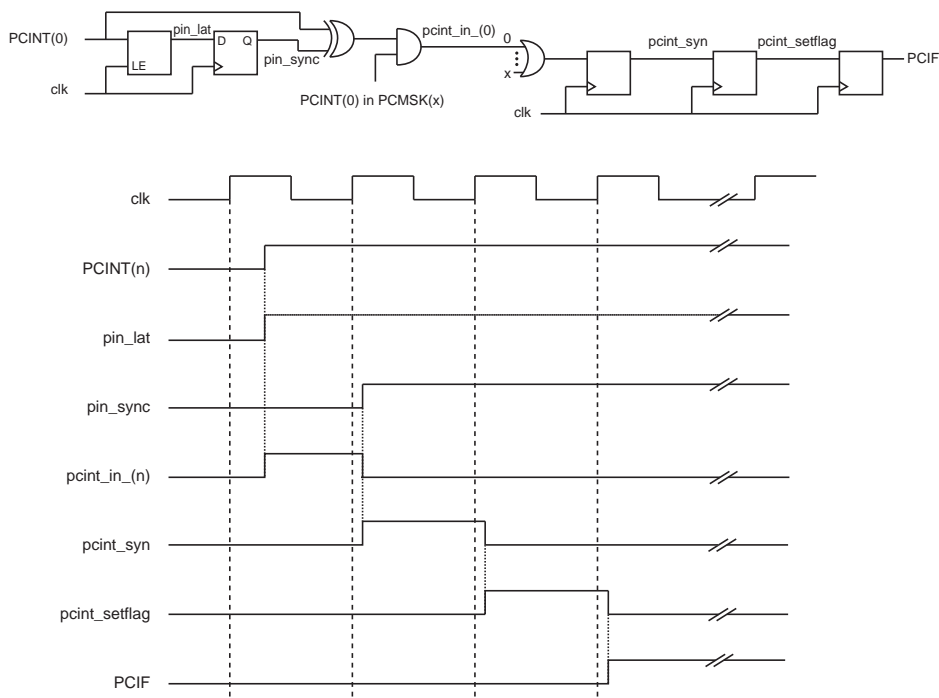 PCINT(0)
pin_lat
LE
D Q
pin_sync
clk
PCINT(0) in PCMSK(x)
pcint_in_(0)
0
x
pcint_syn
pcint_setflag
PCIF
clk
clk
PCINT(n)
pin_lat
pin_sync
pcint_in_(n)
pcint_syn
pcint_setflag
PCIF